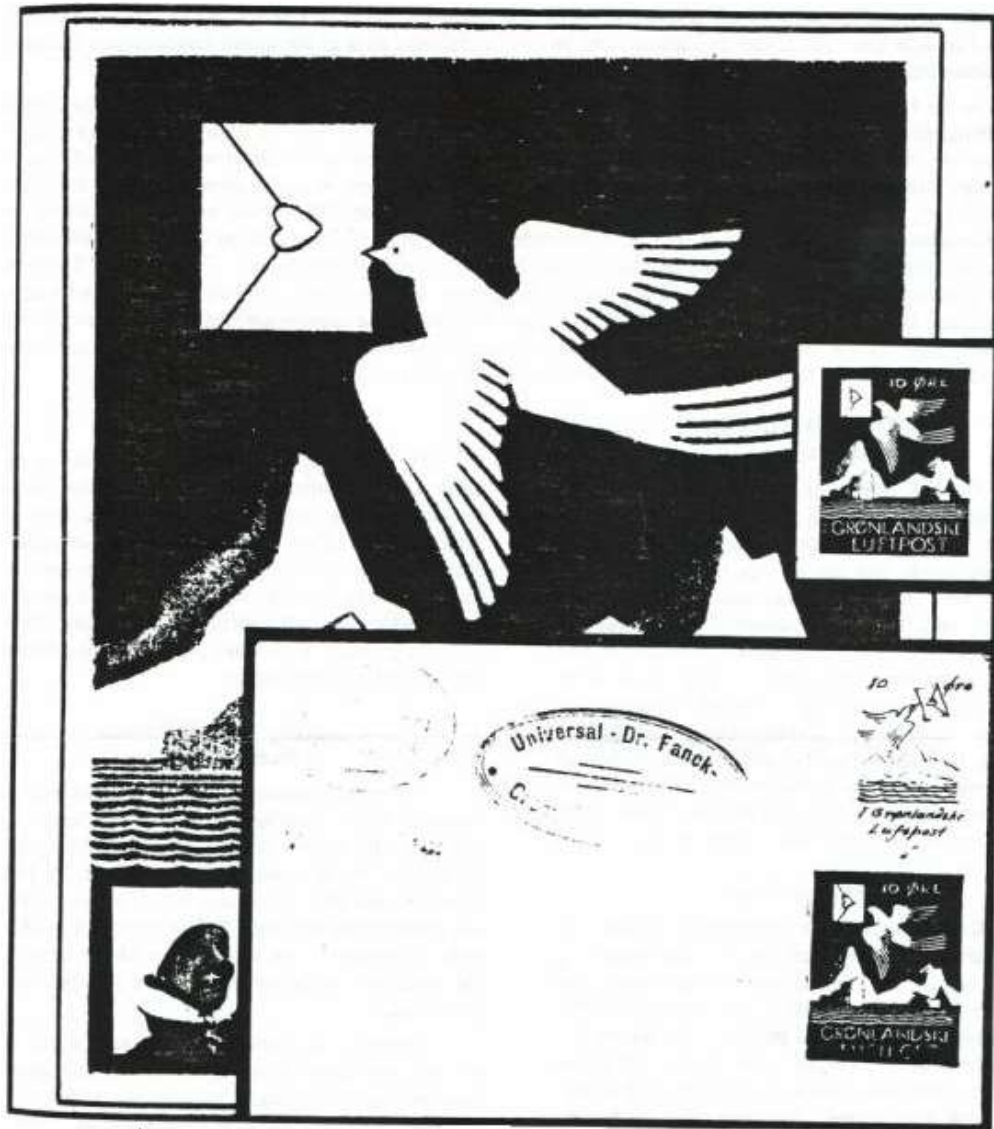 10 ØRE
GRØNLANDSKE
LUFTPOST
Universal - Dr. Fanck-
10 øre
Grønlandske
Luftpost
10 ØRE
GRØNLANDSKE